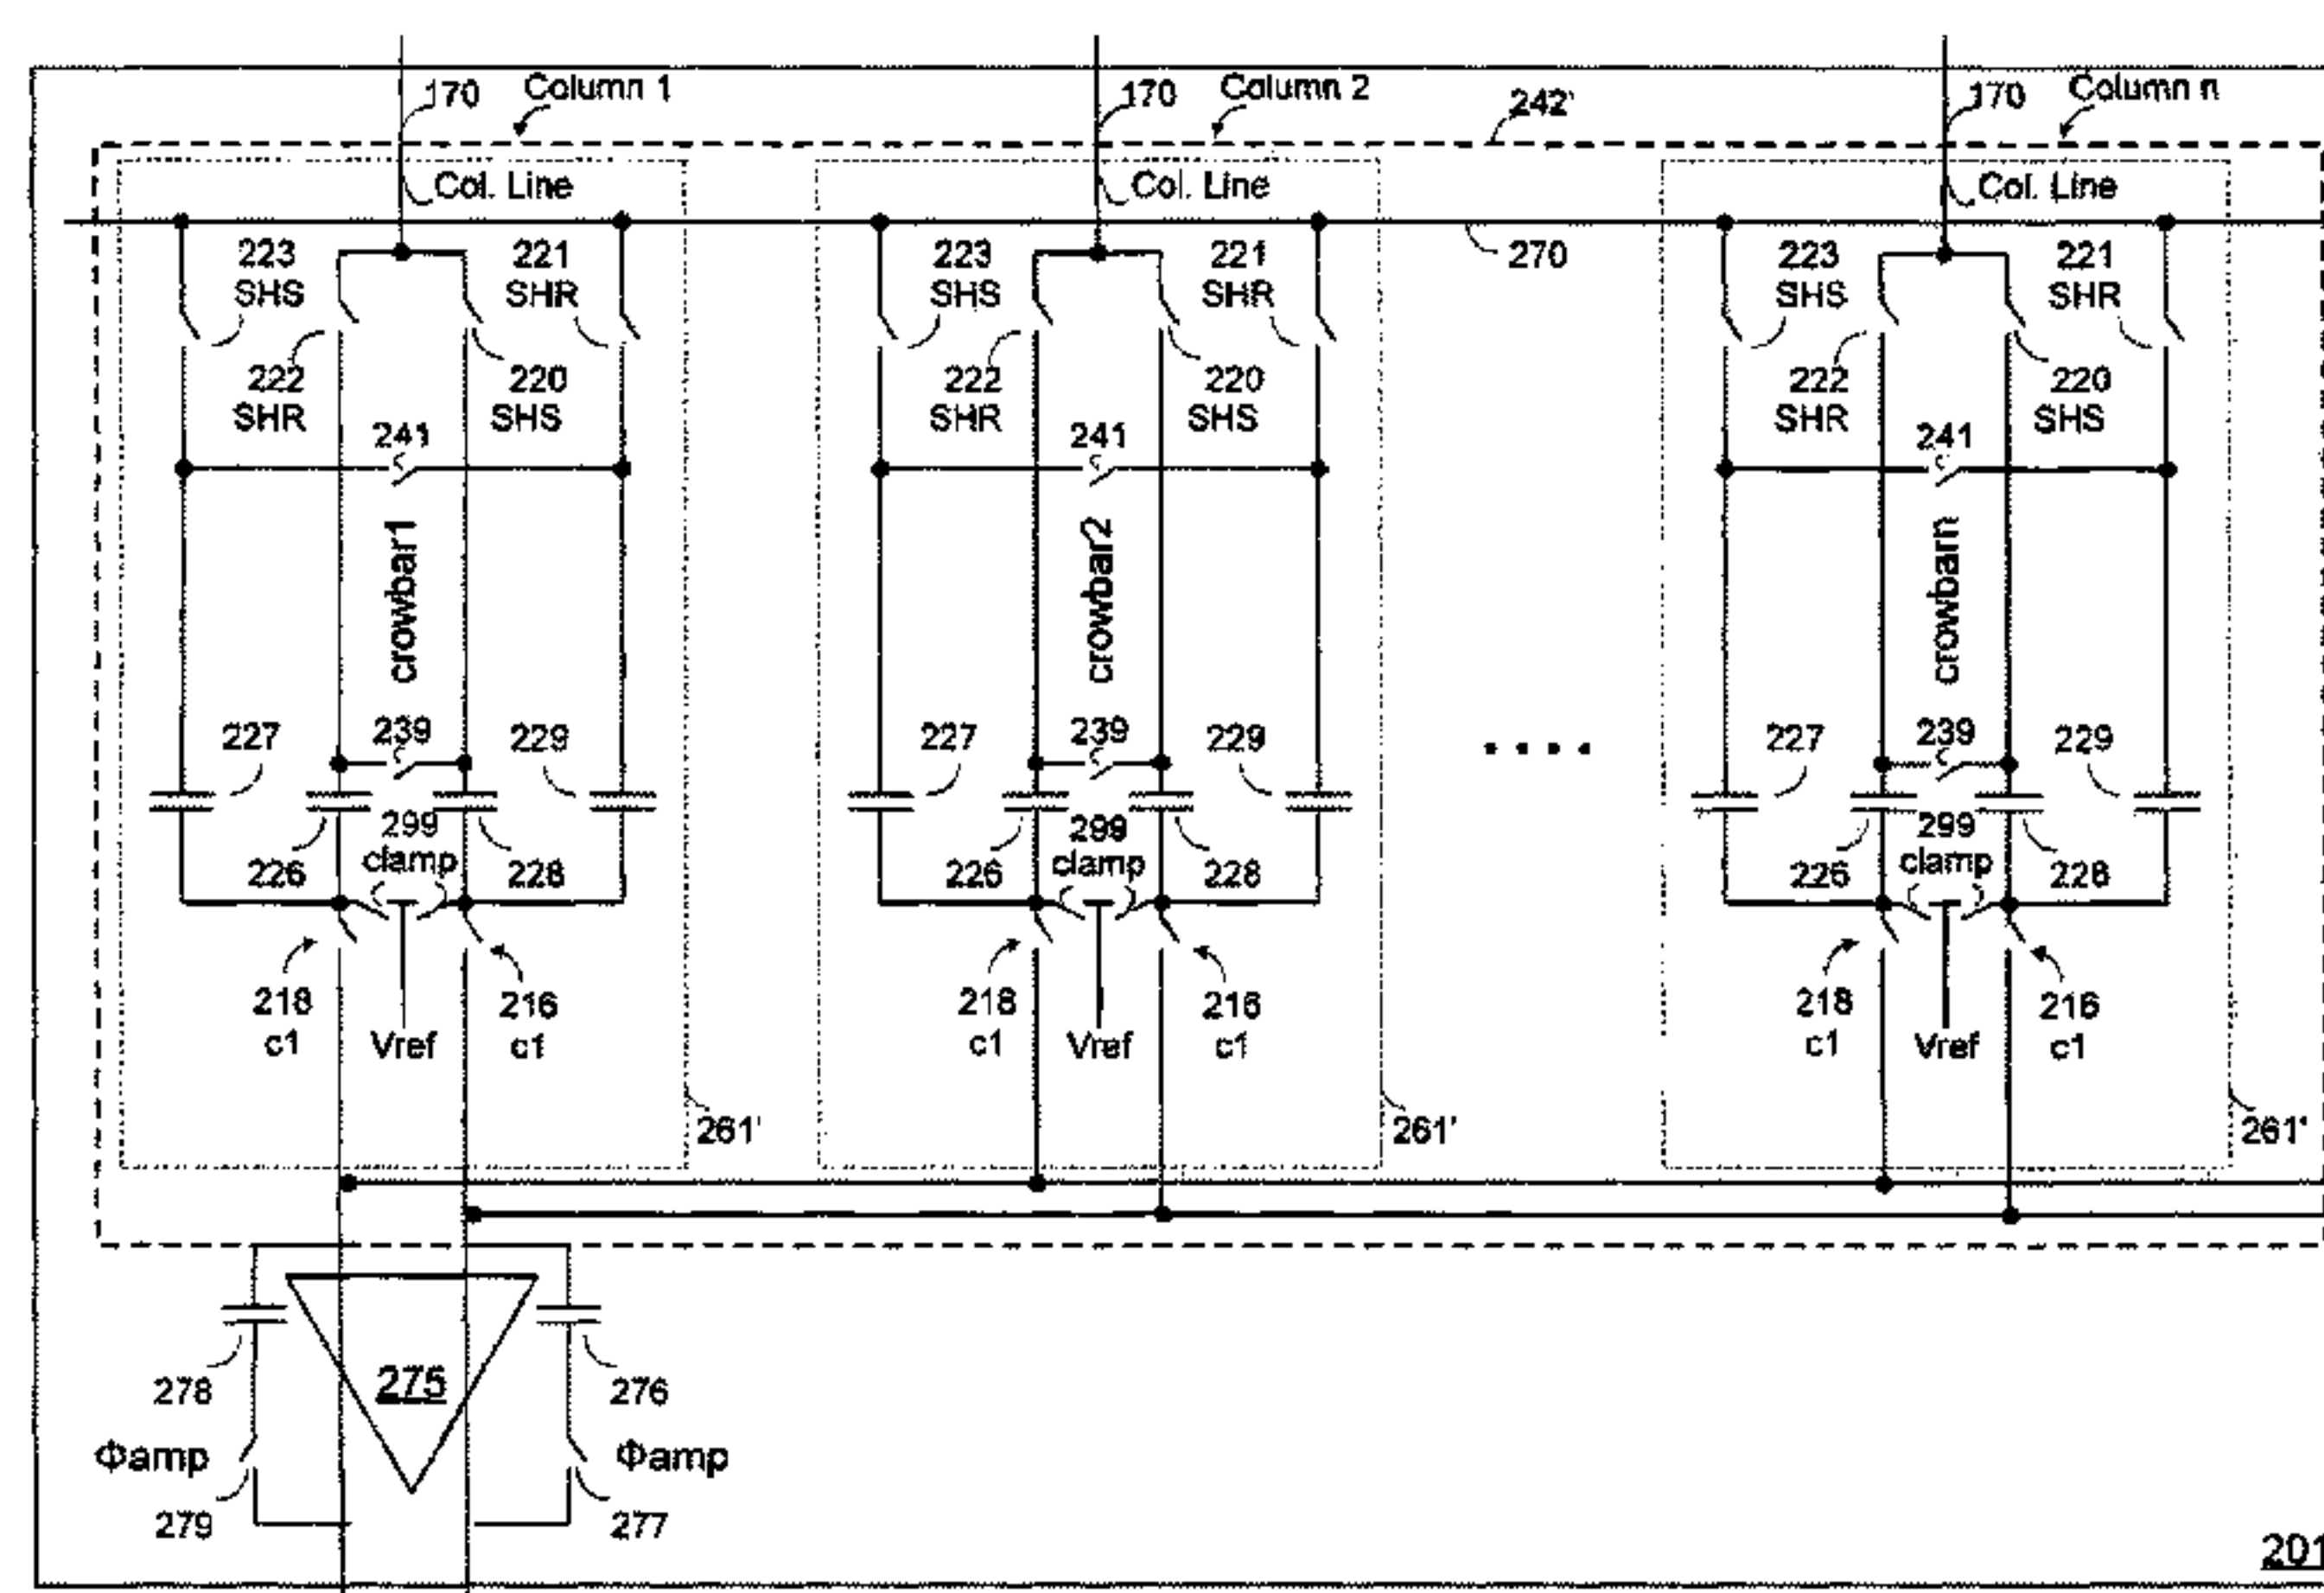 170 Column 1 170 Column 2 242' 170 Column n
Col. Line Col. Line Col. Line
223 SHS 221 SHR 223 SHS 221 SHR 270 223 SHS 221 SHR
222 SHR 220 SHS 222 SHR 220 SHS 222 SHR 220 SHS
241 241 241
crowbar1 crowbar2 crowbarn
227 239 229 227 239 229 227 239 229
299 299 299
226 clamp 228 226 clamp 228 226 clamp 228
218 c1 Vref 216 c1 218 c1 Vref 216 c1 218 c1 Vref 216 c1
261' 261' 261'
278 275 276
Φamp Φamp
279 277
201